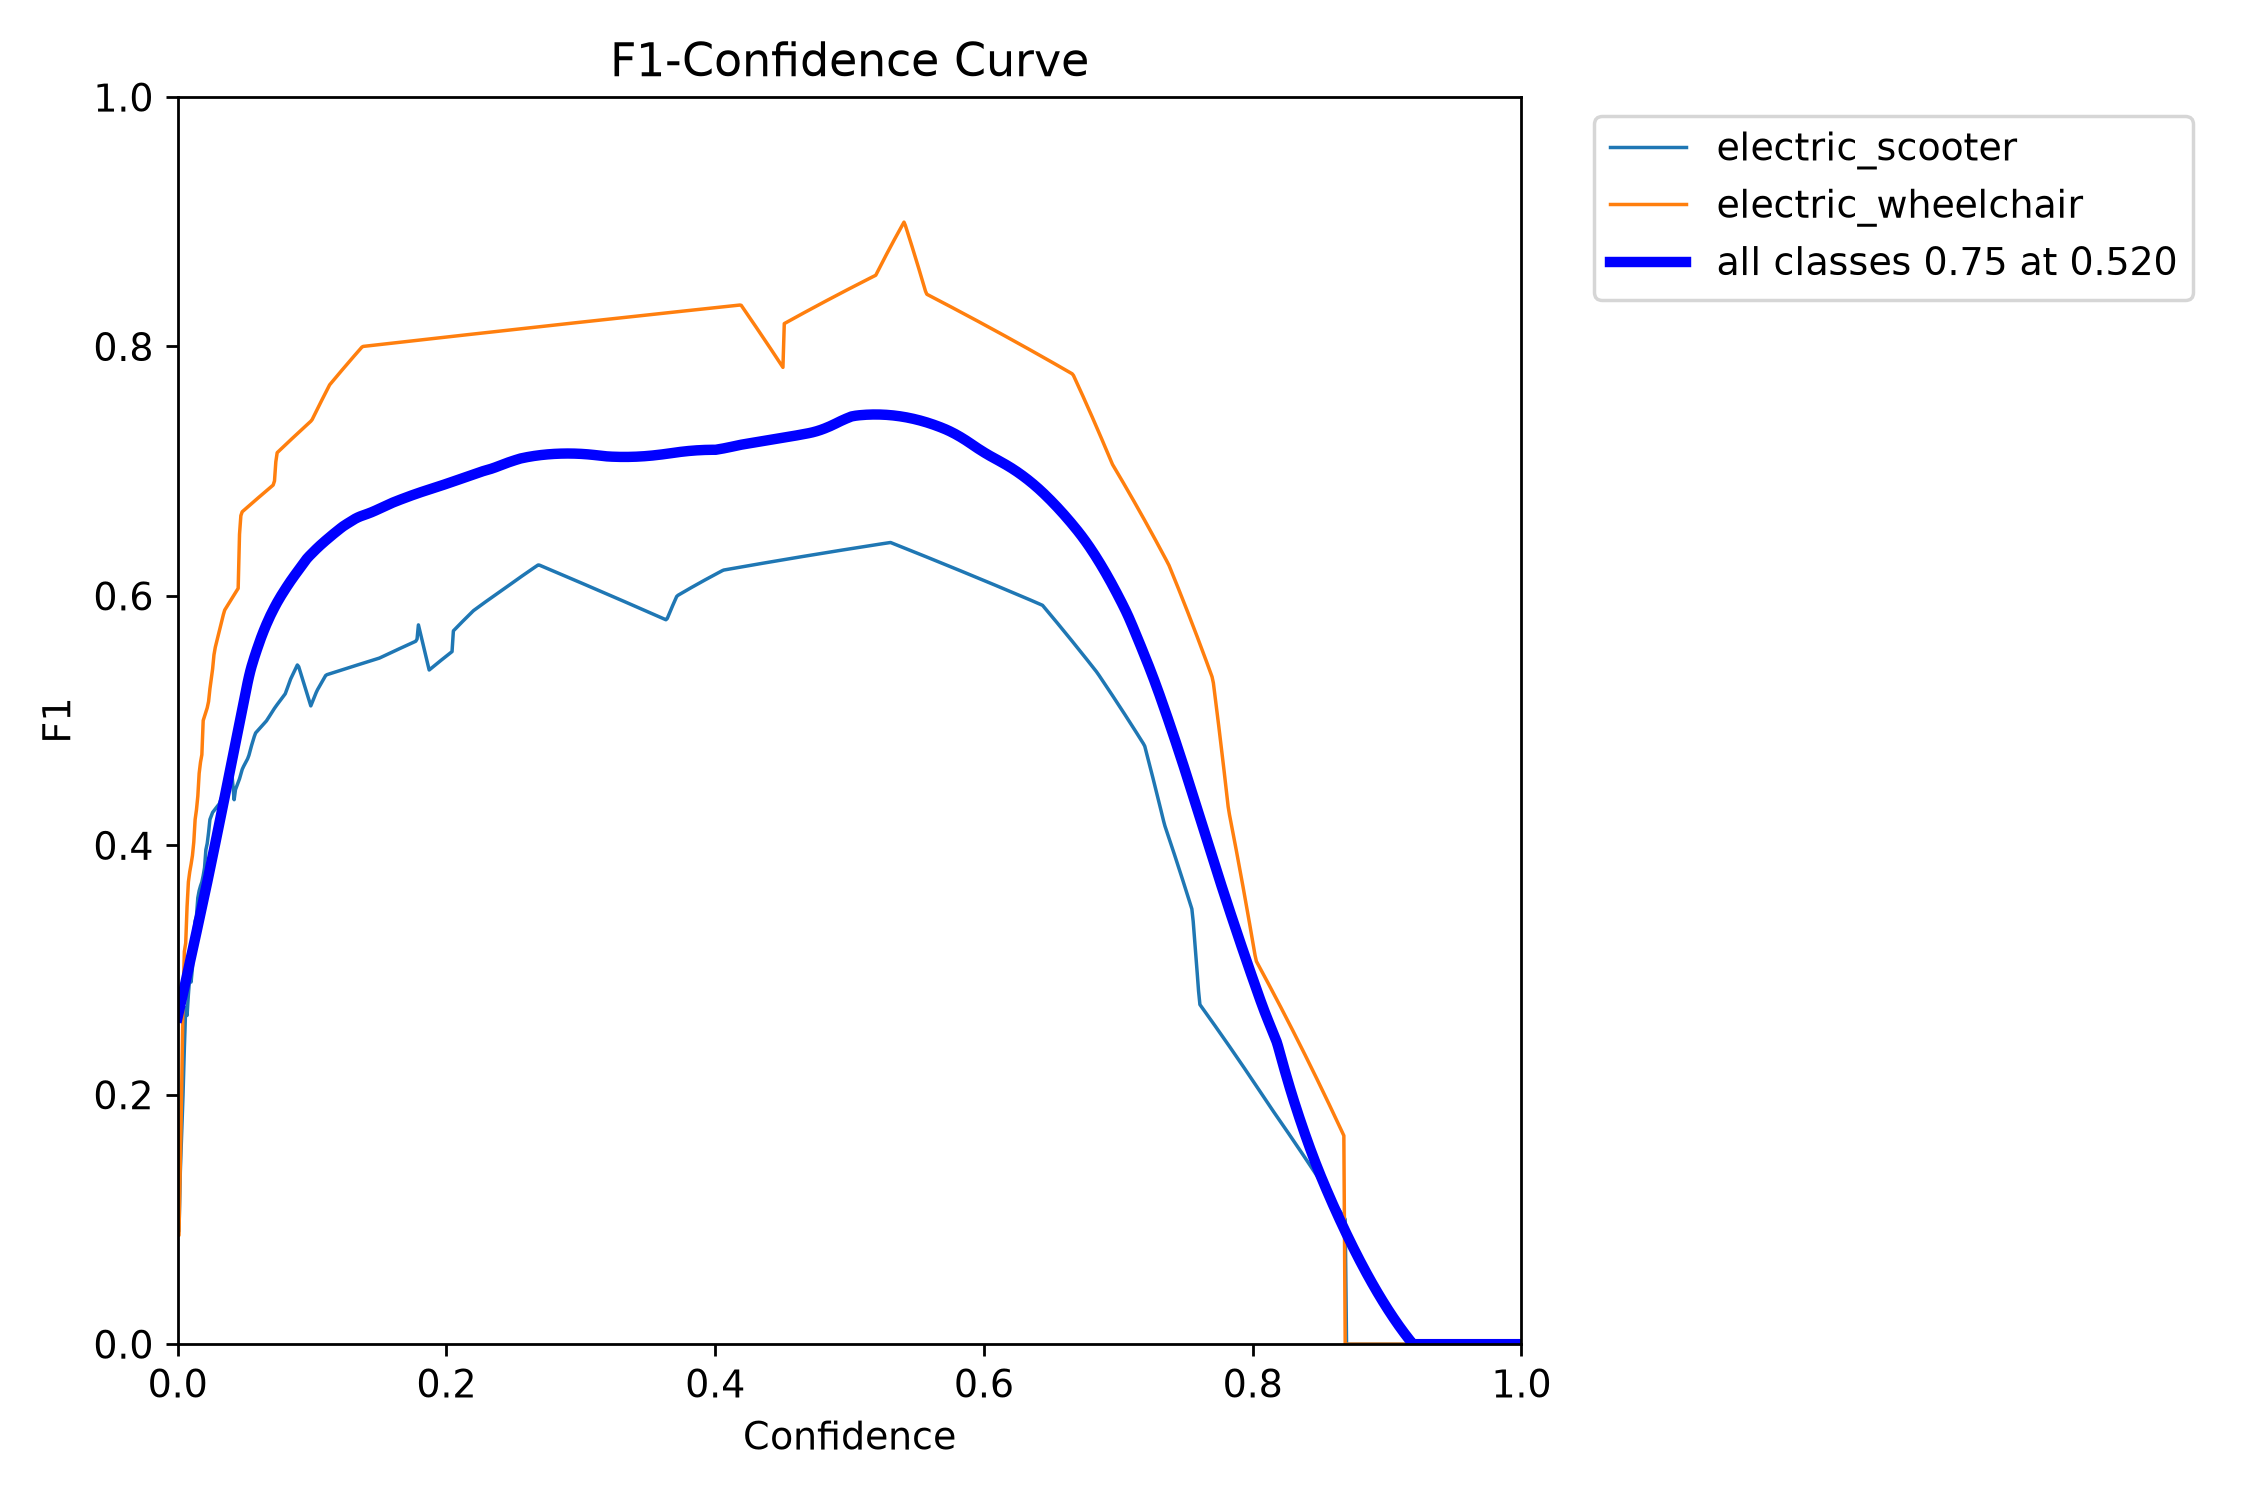 F1-Confidence Curve
1.0
0.8
0.6
0.4
0.2
0.0
F1
0.0 0.2 0.4 0.6 0.8 1.0
Confidence
electric_scooter
electric_wheelchair
all classes 0.75 at 0.520